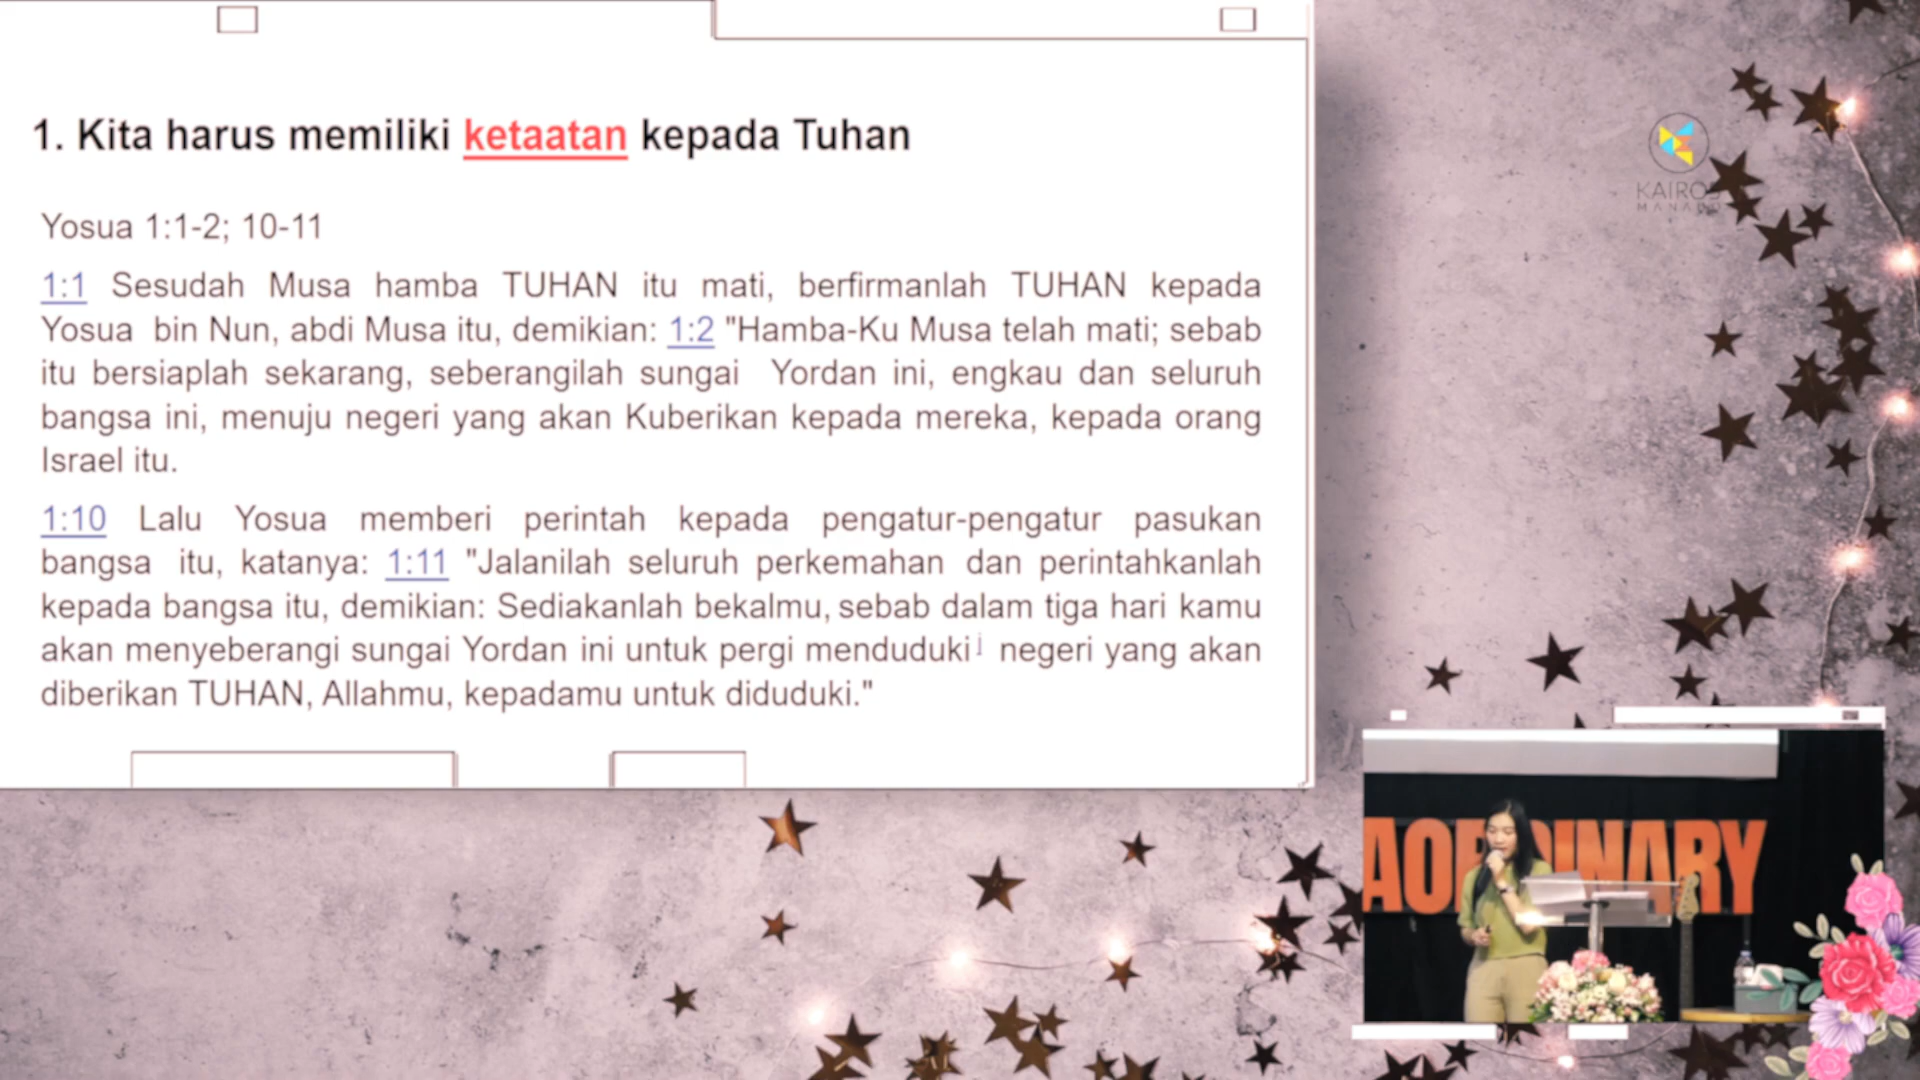 1. Kita harus memiliki ketaatan kepada Tuhan
Yosua 1:1-2; 10-11
1:1 Sesudah Musa hamba TUHAN itu mati, berfirmanlah TUHAN kepada
Yosua bin Nun, abdi Musa itu, demikian: 1:2 "Hamba-Ku Musa telah mati; sebab
itu bersiaplah sekarang, seberangilah sungai Yordan ini, engkau dan seluruh
bangsa ini, menuju negeri yang akan Kuberikan kepada mereka, kepada orang
Israel itu.
1:10 Lalu Yosua memberi perintah kepada pengatur-pengatur pasukan
bangsa itu, katanya: 1:11 "Jalanilah seluruh perkemahan dan perintahkanlah
kepada bangsa itu, demikian: Sediakanlah bekalmu, sebab dalam tiga hari kamu
akan menyeberangi sungai Yordan ini untuk pergi menduduki j negeri yang akan
diberikan TUHAN, Allahmu, kepadamu untuk diduduki."
KAIROS
MANADO
AORDINARY